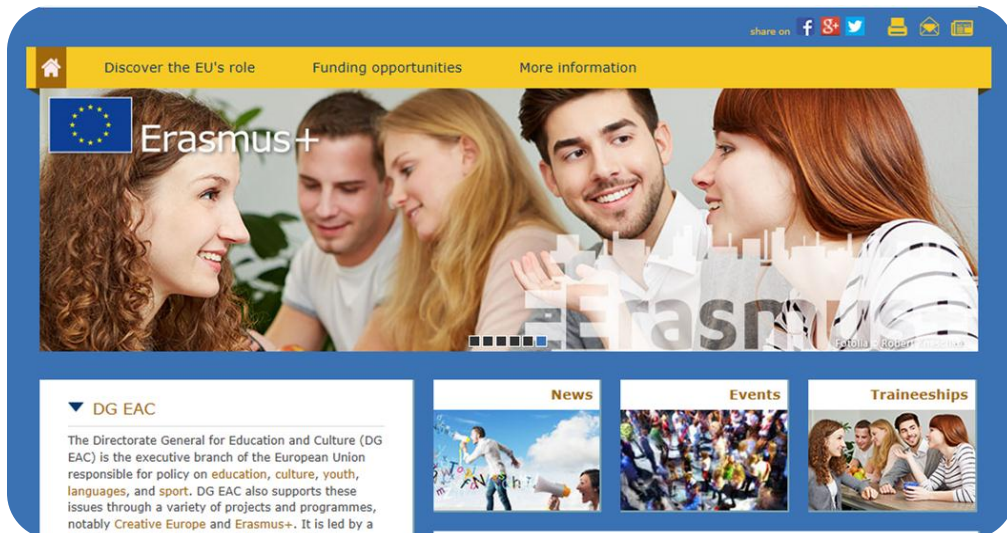 share on
Discover the EU's role
Funding opportunities
More information
Erasmus+
Erasmus+
Fotolia
News
Events
Traineeships
DG EAC
The Directorate General for Education and Culture (DG
EAC) is the executive branch of the European Union
responsible for policy on education, culture, youth,
languages, and sport. DG EAC also supports these
issues through a variety of projects and programmes,
notably Creative Europe and Erasmus+. It is led by a